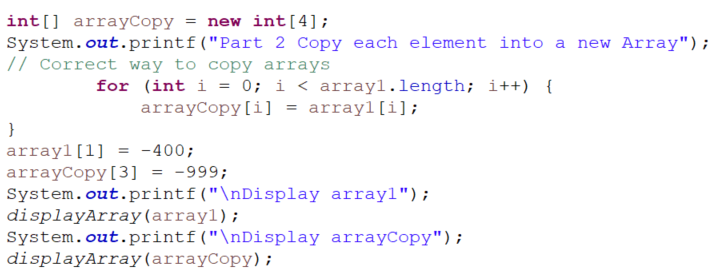 int[] arrayCopy = new int[4];
System.out.printf("Part 2 Copy each element into a new Array");
// Correct way to copy arrays
        for (int i = 0; i < array1.length; i++) {
            arrayCopy[i] = array1[i];
}
array1[1] = -400;
arrayCopy[3] = -999;
System.out.printf("\nDisplay array1");
displayArray(array1);
System.out.printf("\nDisplay arrayCopy");
displayArray(arrayCopy);